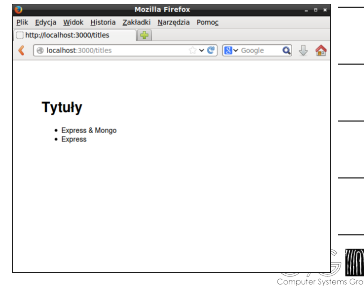 Mozilla Firefox
Plik Edycja Widok Historia Zakładki Narzędzia Pomoc
http://localhost:3000/titles
localhost:3000/titles Google
Tytuły
• Express & Mongo
• Express
Computer Systems Gro